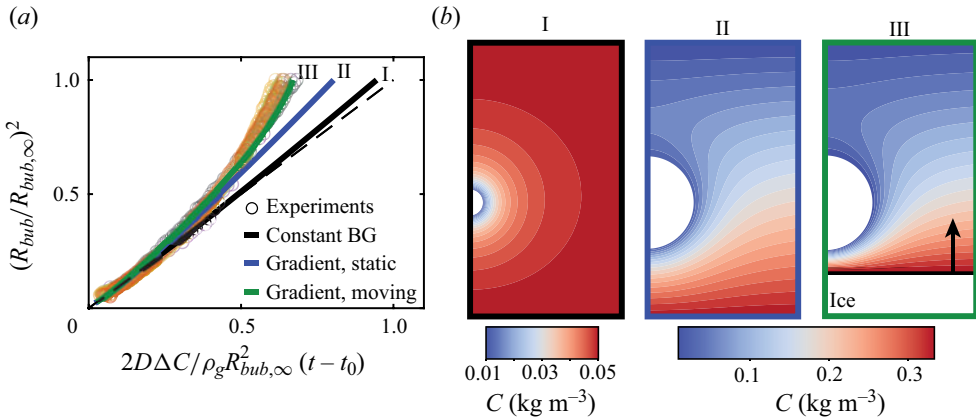 (a)
(R_{bub}/R_{bub,∞})^2
1.0
0.5
0
0.5
1.0
III
II
I
Experiments
Constant BG
Gradient, static
Gradient, moving
2DΔC/ρ_g R^2_{bub,∞} (t − t_0)
(b)
I
II
III
Ice
0.01
0.03
0.05
C (kg m^{−3})
0.1
0.2
0.3
C (kg m^{−3})